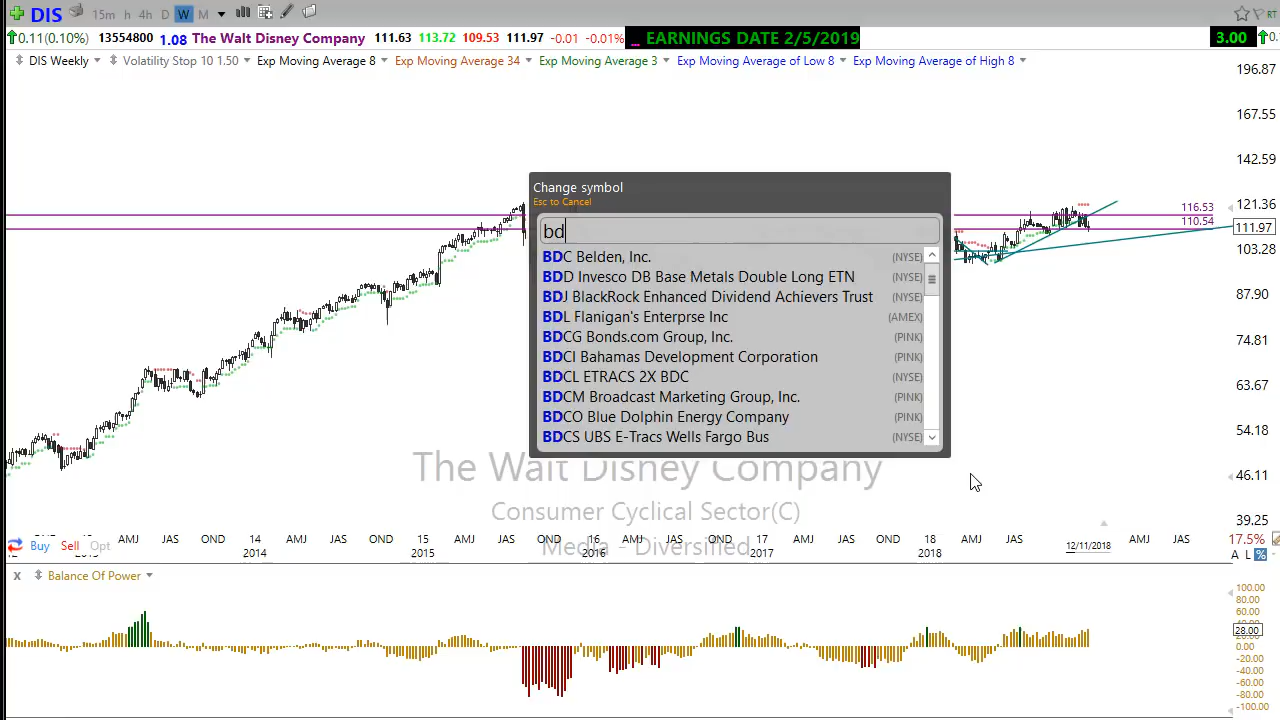 DIS 15m h 4h D W M
0.11(0.10%) 13554800 1.08 The Walt Disney Company 111.63 113.72 109.53 111.97 -0.01 -0.01% ... EARNINGS DATE 2/5/2019 3.00
DIS Weekly Volatility Stop 10 1.50 Exp Moving Average 8 Exp Moving Average 34 Exp Moving Average 3 Exp Moving Average of Low 8 Exp Moving Average of High 8
RT
196.87
167.55
142.59
121.36
111.97
103.28
87.90
74.81
63.67
54.18
46.11
39.25
17.5%
A L %
116.53
110.54
Change symbol
Esc to Cancel
bd
BDC Belden, Inc. (NYSE)
BDD Invesco DB Base Metals Double Long ETN (NYSE)
BDJ BlackRock Enhanced Dividend Achievers Trust (NYSE)
BDL Flanigan's Enterprse Inc (AMEX)
BDCG Bonds.com Group, Inc. (PINK)
BDCI Bahamas Development Corporation (PINK)
BDCL ETRACS 2X BDC (NYSE)
BDCM Broadcast Marketing Group, Inc. (PINK)
BDCO Blue Dolphin Energy Company (PINK)
BDCS UBS E-Tracs Wells Fargo Bus (NYSE)
The Walt Disney Company
Consumer Cyclical Sector(C)
Media - Diversified
Buy Sell Opt
AMJ JAS OND 14 AMJ JAS OND 15 AMJ JAS OND 16 AMJ JAS OND 17 AMJ JAS OND 18 AMJ JAS 12/11/2018 AMJ JAS
2014 2015 2016 2017 2018
X Balance Of Power
100.00
80.00
60.00
28.00
20.00
0.00
-20.00
-40.00
-60.00
-80.00
-100.00